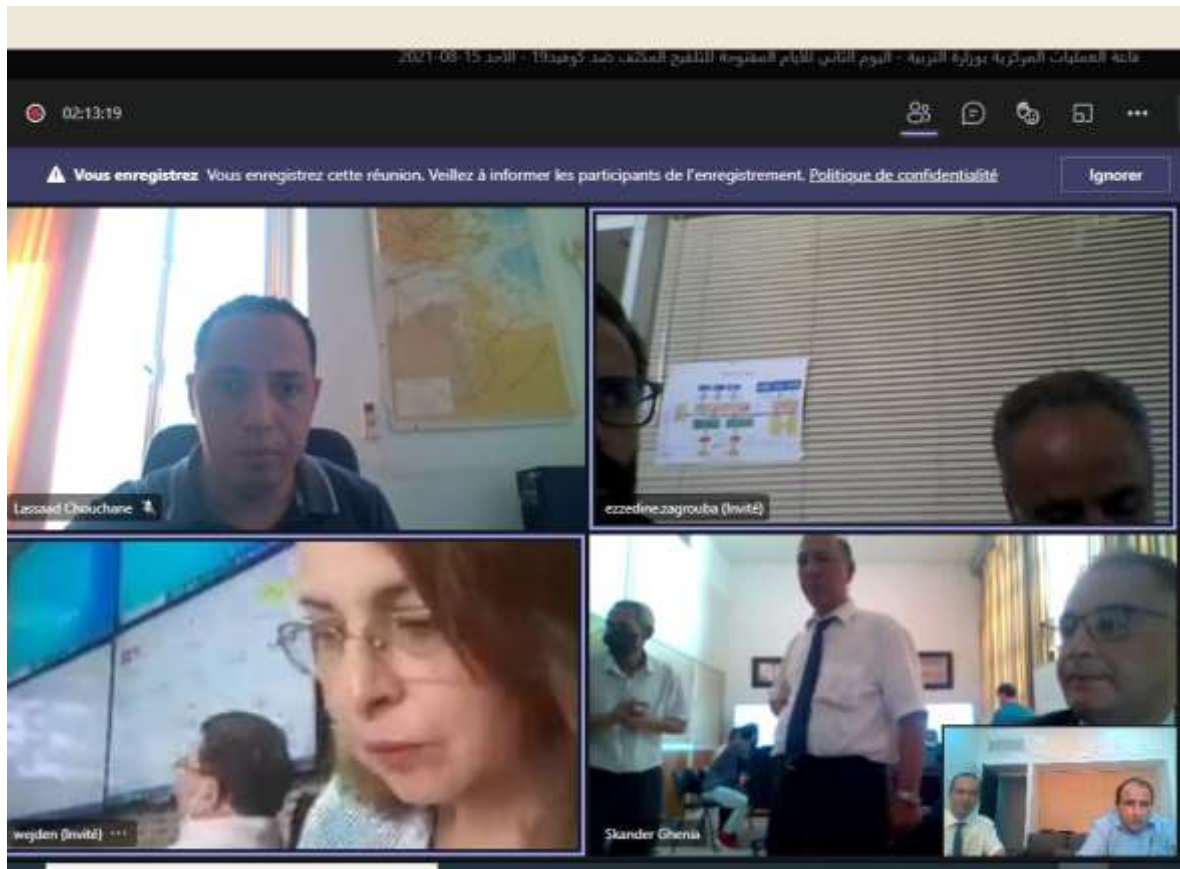 قاعة العمليات المركزية بوزارة التربية - اليوم الثاني للأيام المفتوحة للتلقيح المكثف ضد كوفيد19 - الأحد 15-08-2021
02:13:19
Vous enregistrez Vous enregistrez cette réunion. Veillez à informer les participants de l'enregistrement. Politique de confidentialité
Ignorer
Lassaad Chouchane
ezzedine.zagrouba (Invité)
wejden (Invité)
Skander Ghenia